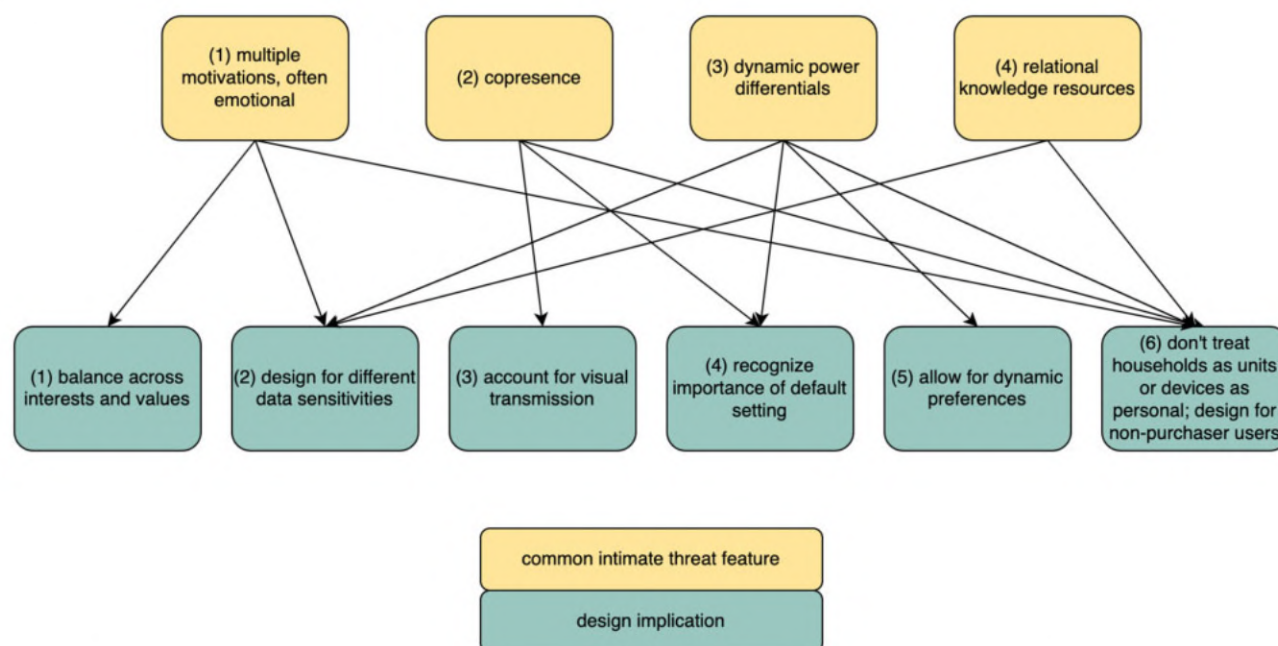 (1) multiple
motivations, often
emotional
(2) copresence
(3) dynamic power
differentials
(4) relational
knowledge resources
(1) balance across
interests and values
(2) design for different
data sensitivities
(3) account for visual
transmission
(4) recognize
importance of default
setting
(5) allow for dynamic
preferences
(6) don't treat
households as units
or devices as
personal; design for
non-purchaser users
common intimate threat feature
design implication